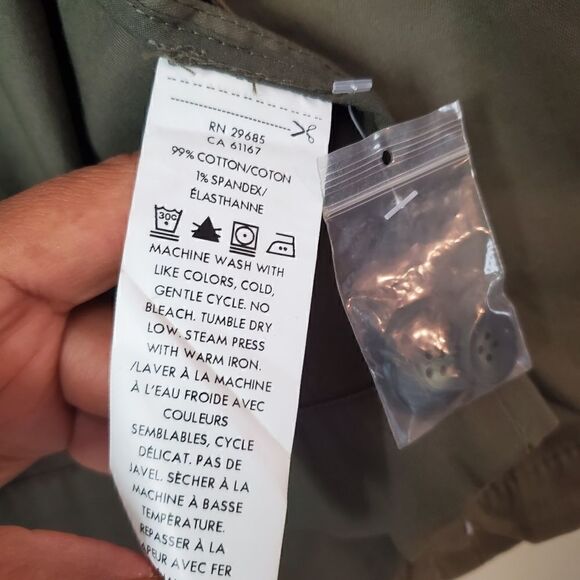 RN 29685
CA 61167
99% COTTON/COTON
1% SPANDEX/
ÉLASTHANNE
30C
MACHINE WASH WITH
LIKE COLORS, COLD,
GENTLE CYCLE. NO
BLEACH. TUMBLE DRY
LOW. STEAM PRESS
WITH WARM IRON.
/LAVER À LA MACHINE
À L'EAU FROIDE AVEC
COULEURS
SEMBLABLES, CYCLE
DÉLICAT. PAS DE
JAVEL. SÉCHER À LA
MACHINE À BASSE
TEMPÉRATURE.
REPASSER À LA
VAPEUR AVEC FER